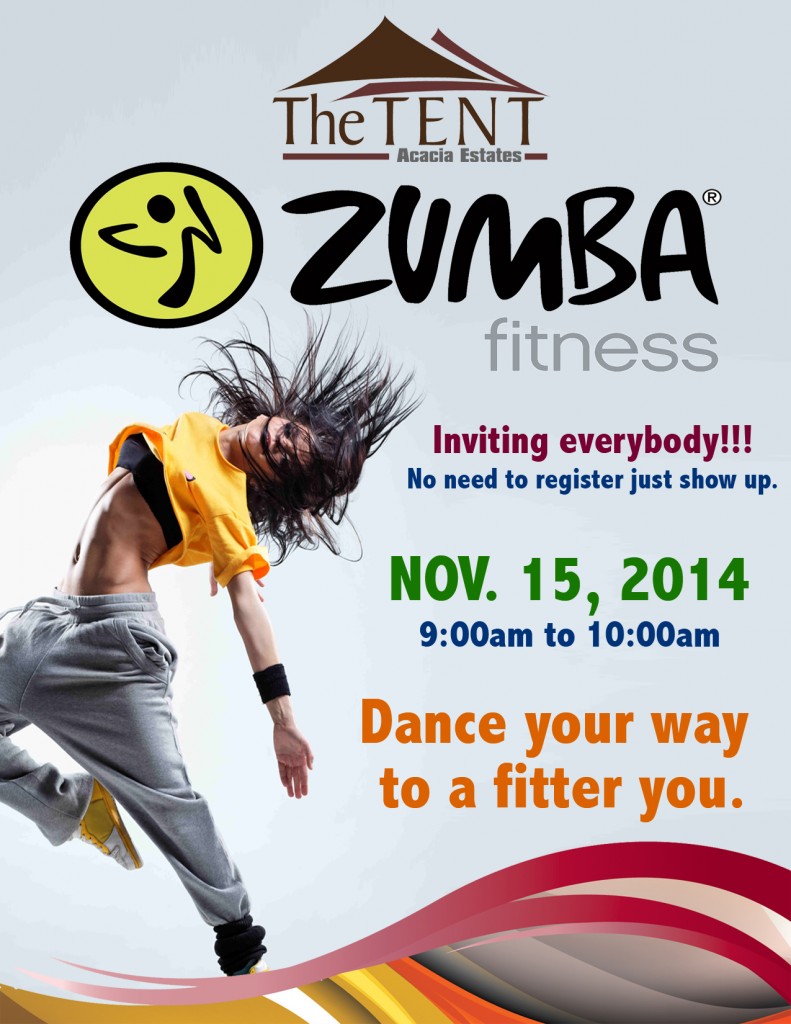 The TENT
Acacia Estates
ZUMBA®
fitness
Inviting everybody!!!
No need to register just show up.
NOV. 15, 2014
9:00am to 10:00am
Dance your way
to a fitter you.